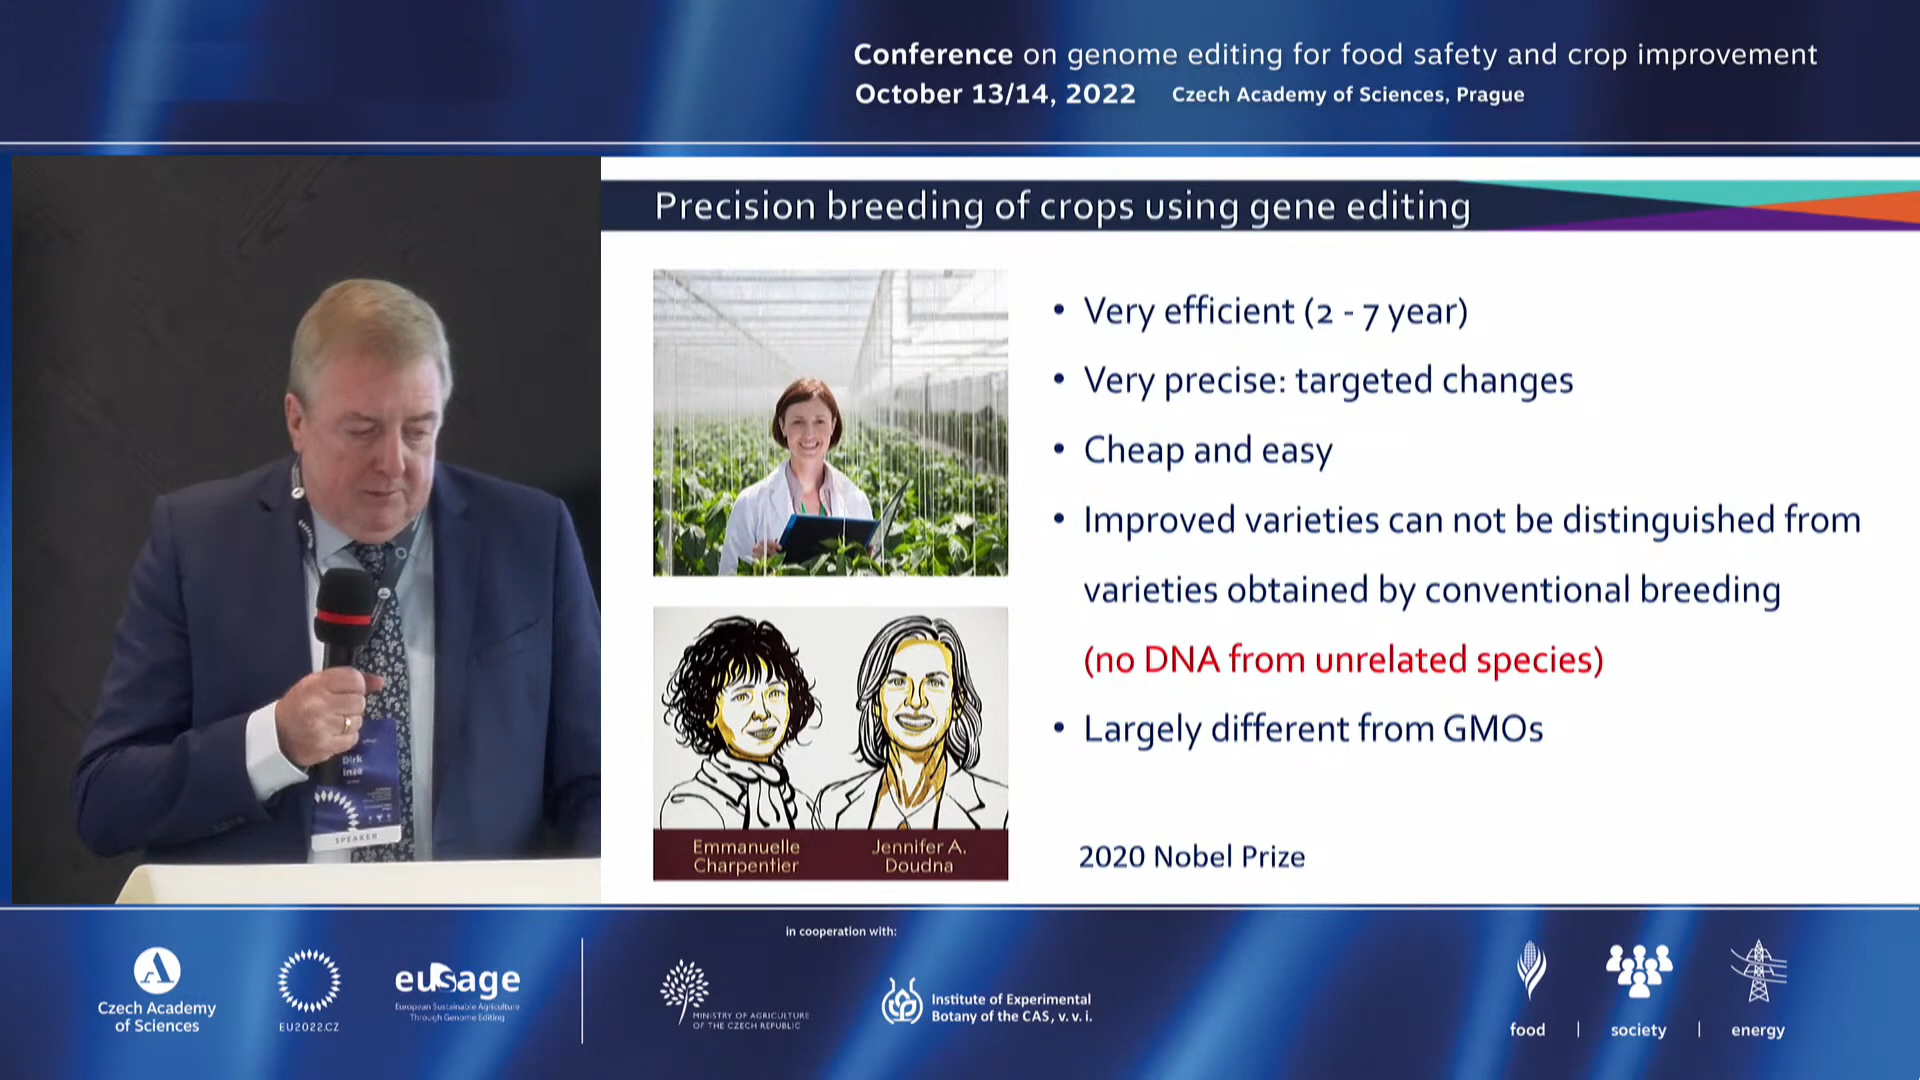 Conference on genome editing for food safety and crop improvement
October 13/14, 2022 Czech Academy of Sciences, Prague
Precision breeding of crops using gene editing
• Very efficient (2 - 7 year)
• Very precise: targeted changes
• Cheap and easy
• Improved varieties can not be distinguished from
varieties obtained by conventional breeding
(no DNA from unrelated species)
• Largely different from GMOs
Emmanuelle
Charpentier
Jennifer A.
Doudna
2020 Nobel Prize
Dirk
Inze
SPEAKER
in cooperation with:
Czech Academy
of Sciences
EU2022.CZ
eusage
European Sustainable Agriculture
Through Genome Editing
MINISTRY OF AGRICULTURE
OF THE CZECH REPUBLIC
Institute of Experimental
Botany of the CAS, v. v. i.
food | society | energy